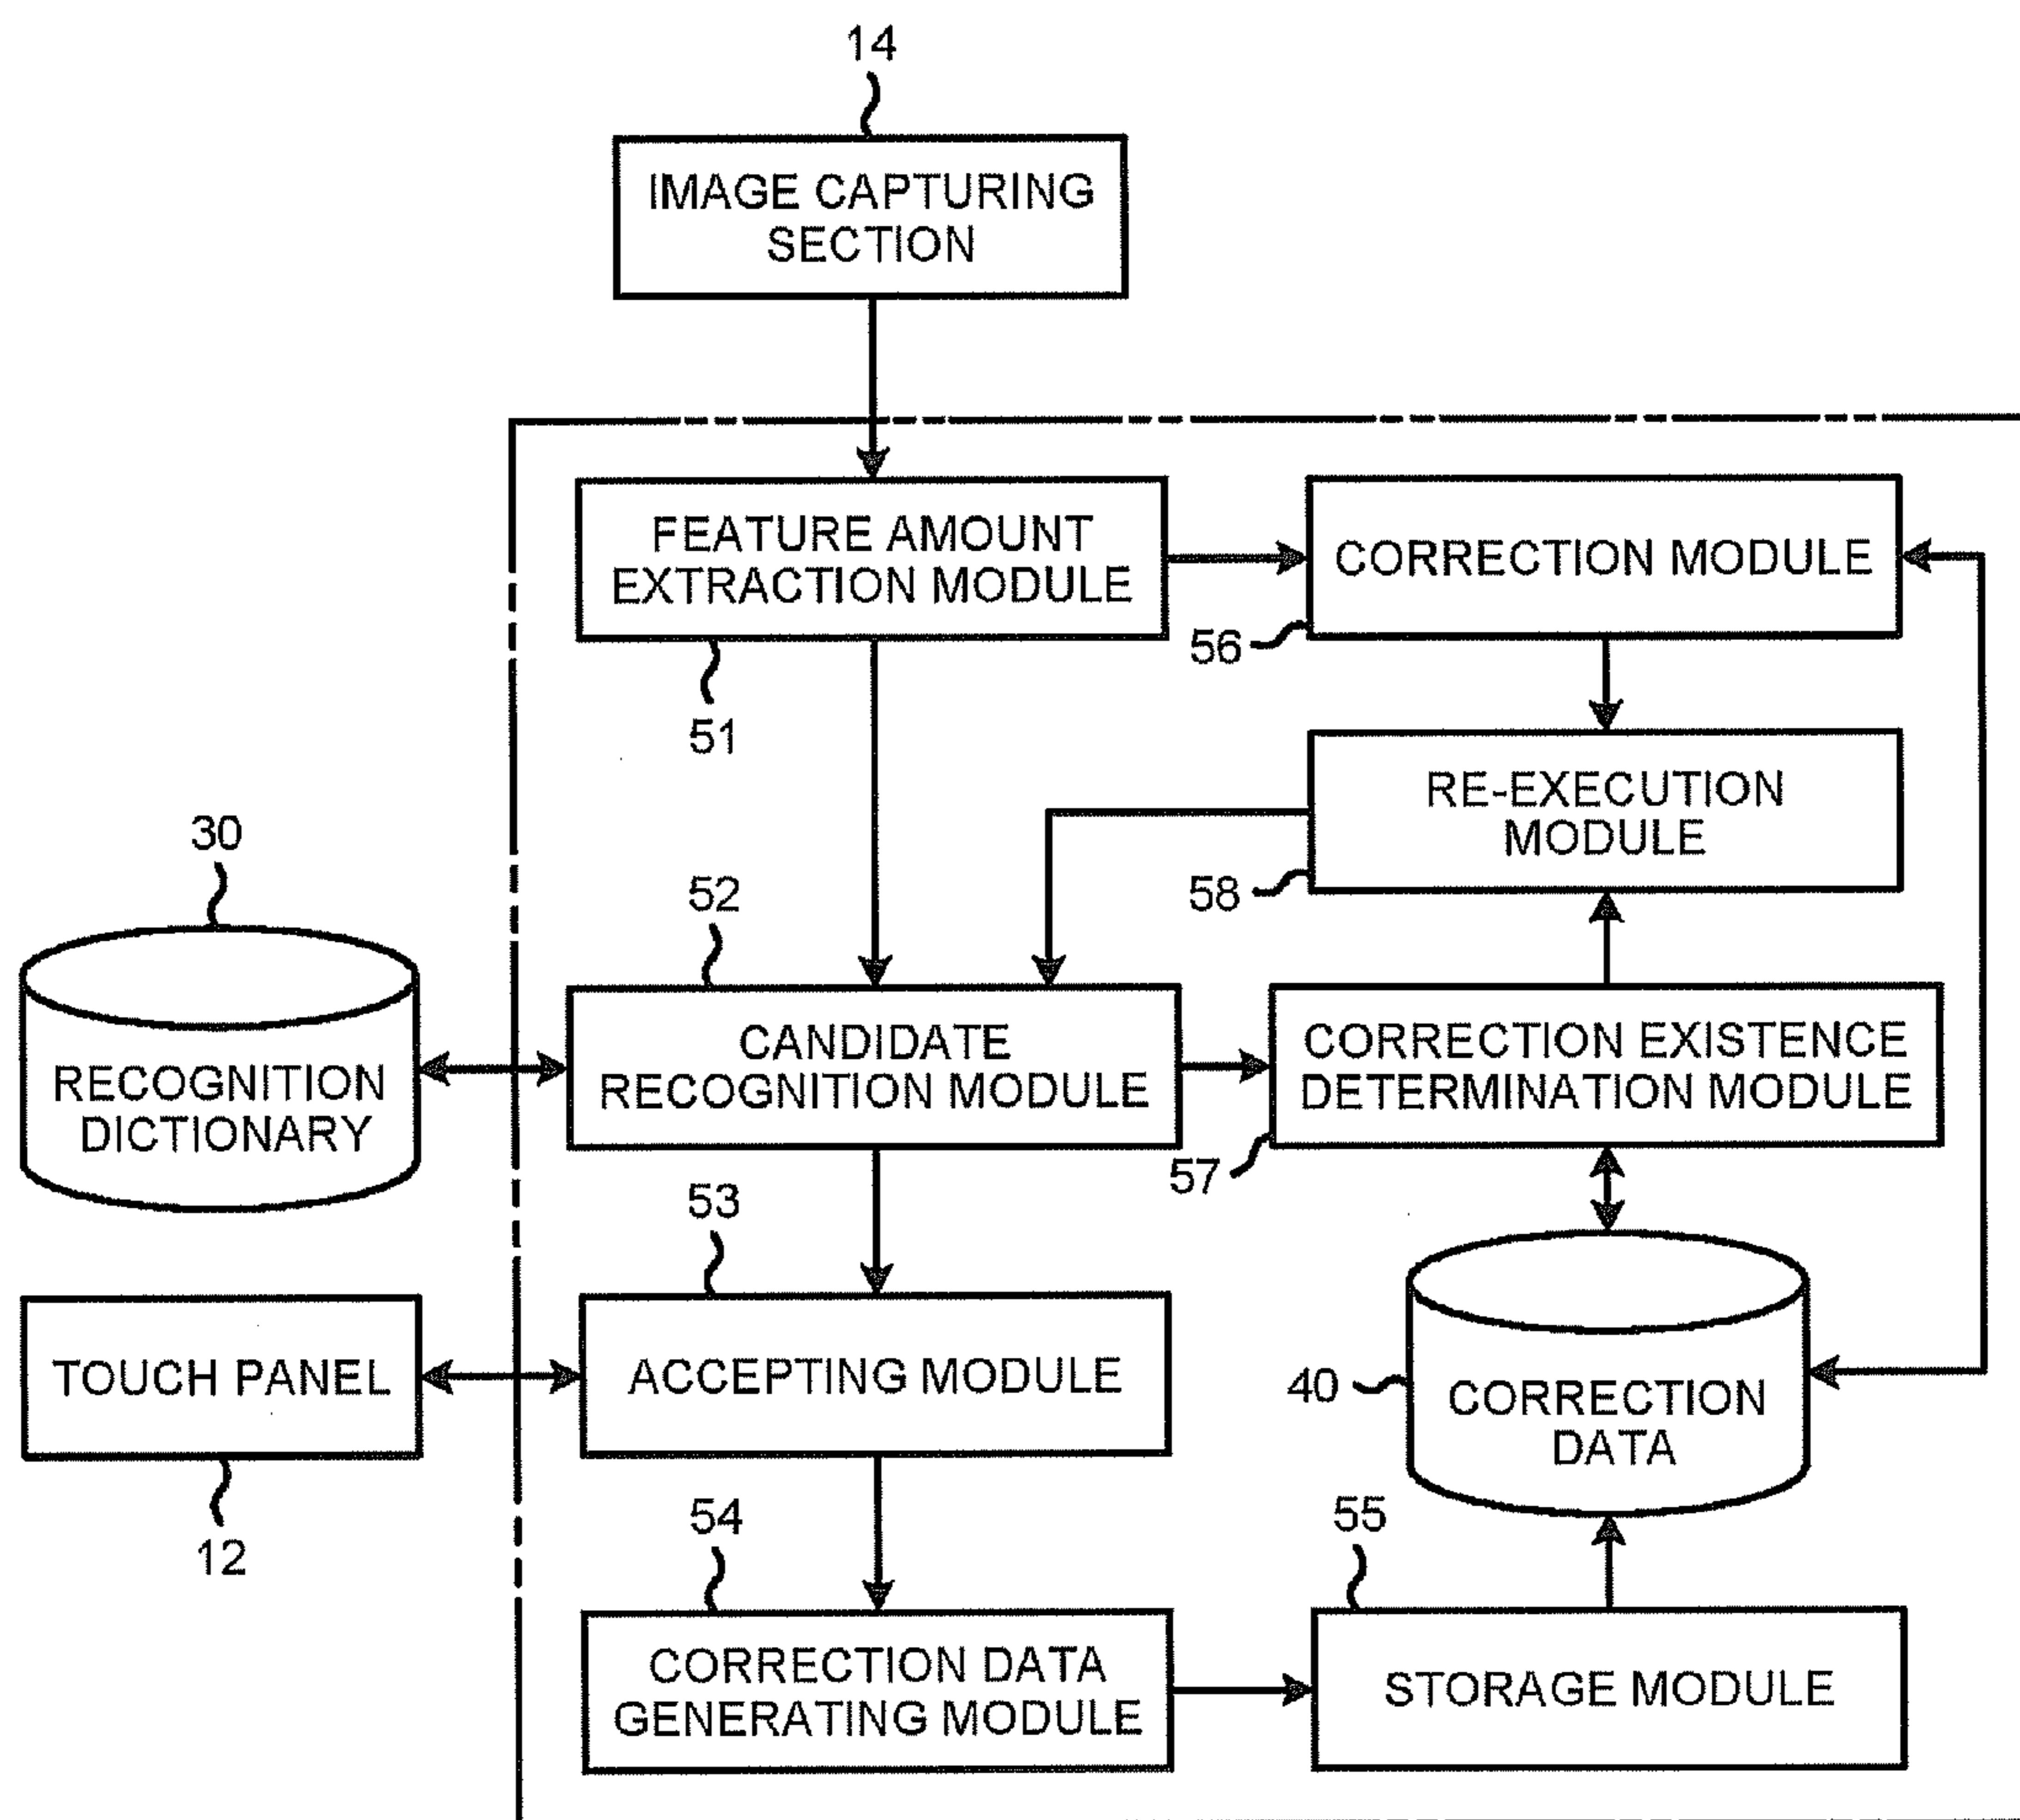 14
IMAGE CAPTURING
SECTION
FEATURE AMOUNT
EXTRACTION MODULE
51
CORRECTION MODULE
56
RE-EXECUTION
MODULE
58
30
RECOGNITION
DICTIONARY
52
CANDIDATE
RECOGNITION MODULE
CORRECTION EXISTENCE
DETERMINATION MODULE
57
53
TOUCH PANEL
12
ACCEPTING MODULE
40
CORRECTION
DATA
54
CORRECTION DATA
GENERATING MODULE
55
STORAGE MODULE